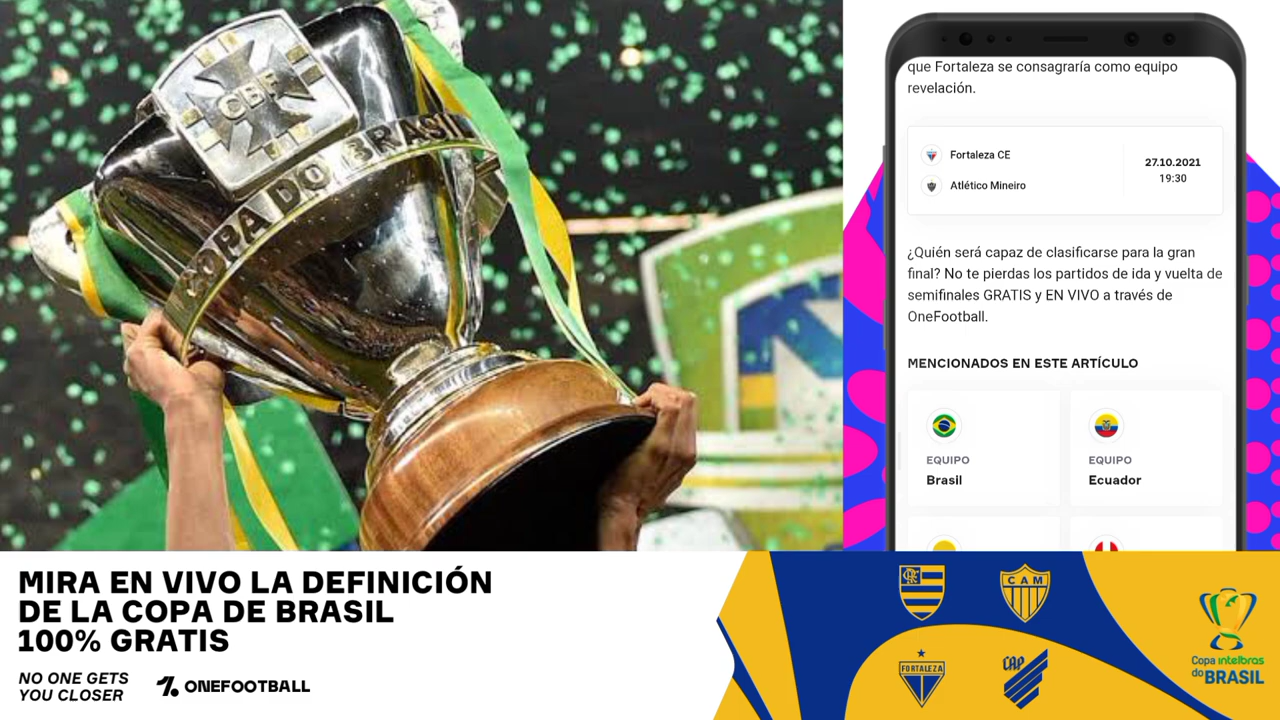 CBF
COPA DO BRASIL
que Fortaleza se consagraría como equipo
revelación.
Fortaleza CE
Atlético Mineiro
27.10.2021
19:30
¿Quién será capaz de clasificarse para la gran
final? No te pierdas los partidos de ida y vuelta de
semifinales GRATIS y EN VIVO a través de
OneFootball.
MENCIONADOS EN ESTE ARTÍCULO
EQUIPO
Brasil
EQUIPO
Ecuador
MIRA EN VIVO LA DEFINICIÓN
DE LA COPA DE BRASIL
100% GRATIS
NO ONE GETS
YOU CLOSER
ONEFOOTBALL
CAM
FORTALEZA
CAP
Copa intelbras
do BRASIL